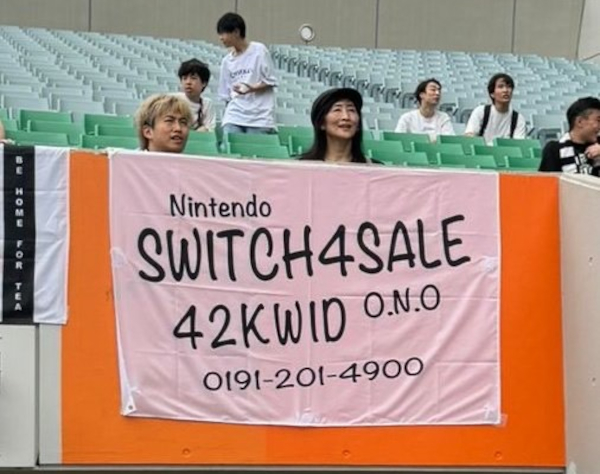 BE HOME FOR TEA
Nintendo
SWITCH4SALE
42KWID O.N.O
0191-201-4900